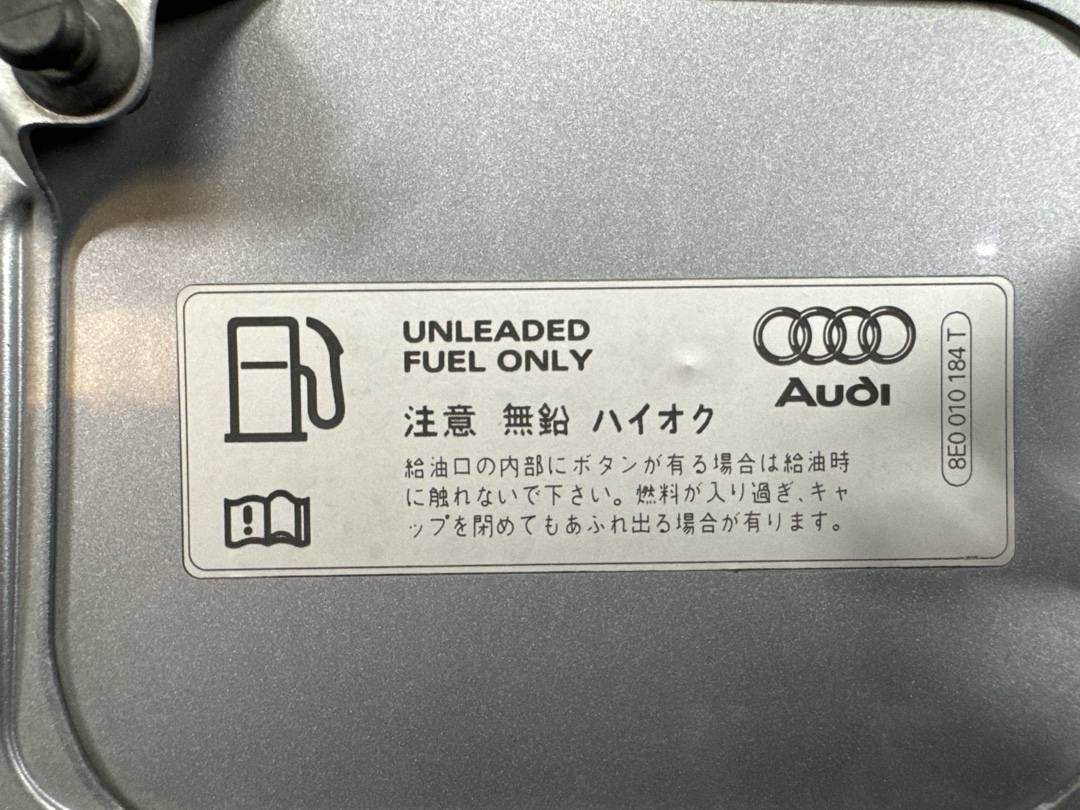 UNLEADED
FUEL ONLY
注意 無鉛 ハイオク
給油口の内部にボタンが有る場合は給油時
に触れないで下さい。燃料が入り過ぎ、キャ
ップを閉めてもあふれ出る場合が有ります。
Audi
8E0 010 184 T